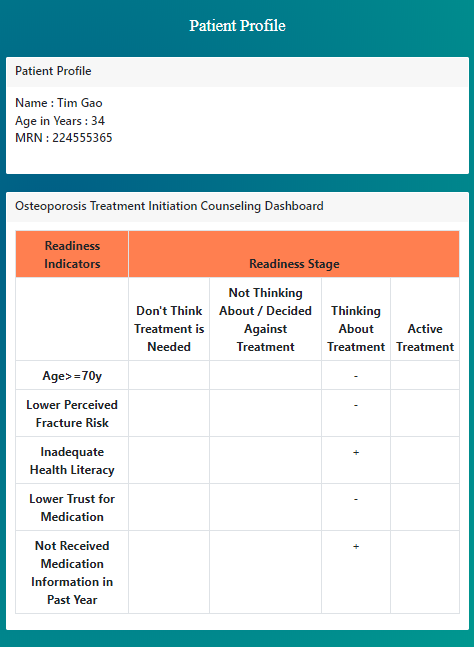 Patient Profile
Patient Profile
Name : Tim Gao
Age in Years : 34
MRN : 224555365
Osteoporosis Treatment Initiation Counseling Dashboard
Readiness
Indicators
Readiness Stage
Don't Think
Treatment is
Needed
Not Thinking
About / Decided
Against
Treatment
Thinking
About
Treatment
Active
Treatment
Age>=70y
-
Lower Perceived
Fracture Risk
-
Inadequate
Health Literacy
+
Lower Trust for
Medication
-
Not Received
Medication
Information in
Past Year
+